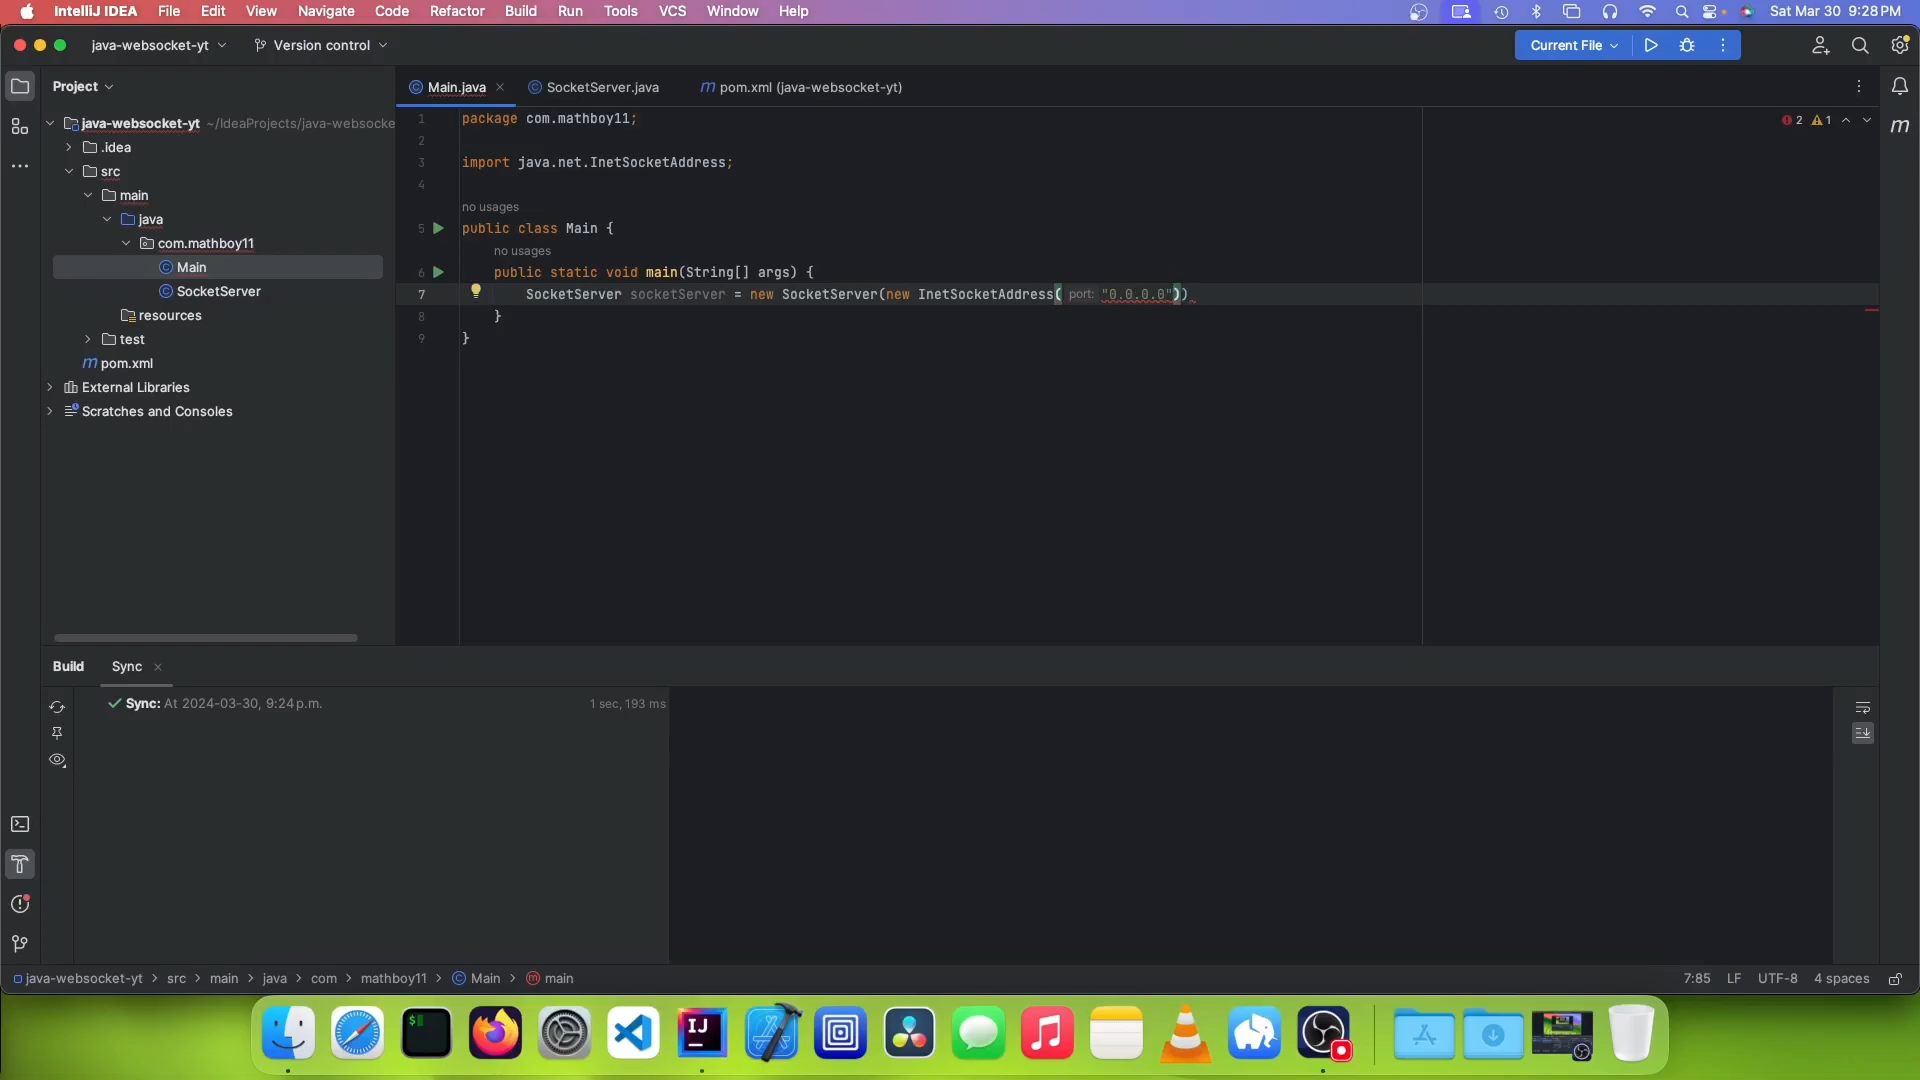 IntelliJ IDEA File Edit View Navigate Code Refactor Build Run Tools VCS Window Help Sat Mar 30 9:28 PM
java-websocket-yt Version control Current File
Project
Main.java SocketServer.java pom.xml (java-websocket-yt)
java-websocket-yt ~/IdeaProjects/java-websocke
.idea
src
main
java
com.mathboy11
Main
SocketServer
resources
test
pom.xml
External Libraries
Scratches and Consoles
2 1
1 package com.mathboy11;
2
3 import java.net.InetSocketAddress;
4
no usages
5 public class Main {
no usages
6 public static void main(String[] args) {
7 SocketServer socketServer = new SocketServer(new InetSocketAddress( port: "0.0.0.0"))
8 }
9 }
Build Sync
Sync: At 2024-03-30, 9:24 p.m. 1 sec, 193 ms
java-websocket-yt > src > main > java > com > mathboy11 > Main > main 7:85 LF UTF-8 4 spaces